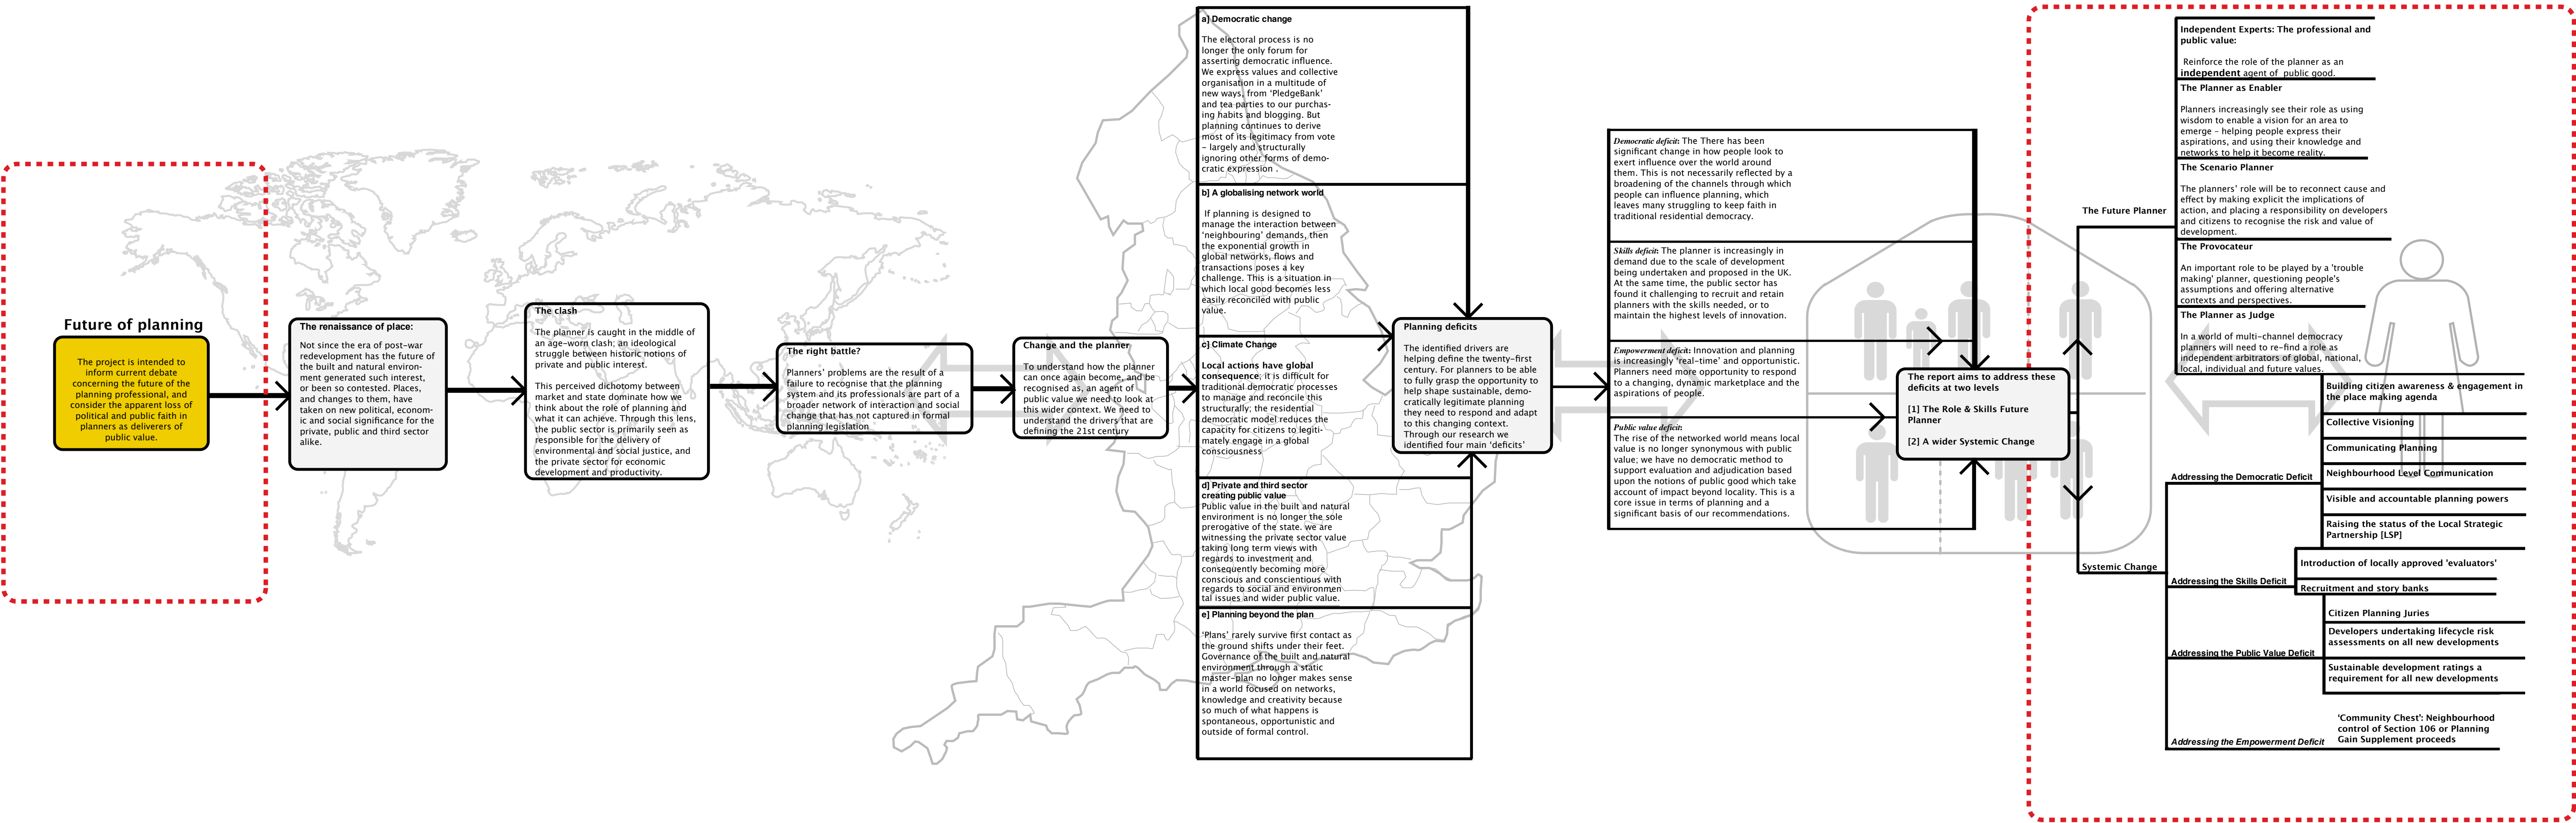 Future of planning
The project is intended to
inform current debate
concerning the future of the
planning professional, and
consider the apparent loss of
political and public faith in
planners as deliverers of
public value.
The renaissance of place:
Not since the era of post-war
redevelopment has the future of
the built and natural environ-
ment generated such interest,
or been so contested. Places,
and changes to them, have
taken on new political, econom-
ic and social significance for the
private, public and third sector
alike.
The clash
The planner is caught in the middle of
an age-worn clash; an ideological
struggle between historic notions of
private and public interest.
This perceived dichotomy between
market and state dominate how we
think about the role of planning and
what it can achieve. Though this lens,
the public sector is primarily seen as
responsible for the delivery of
environmental and social justice, and
the private sector for economic
development and productivity.
The right battle?
Planners' problems are the result of a
failure to recognise that the planning
system and its professionals are part of a
broader network of interaction and social
change that has not captured in formal
planning legislation
Change and the planner
To understand how the planner
can once again become, and be
recognised as, an agent of
public value we need to look at
this wider context. We need to
understand the drivers that are
defining the 21st century
a] Democratic change
The electoral process is no
longer the only forum for
asserting democratic influence.
We express values and collective
organisation in a multitude of
new ways, from 'PledgeBank'
and tea parties to our purchas-
ing habits and blogging. But
planning continues to derive
most of its legitimacy from vote
– largely and structurally
ignoring other forms of demo-
cratic expression .
b] A globalising network world
If planning is designed to
manage the interaction between
'neighbouring' demands, then
the exponential growth in
global networks, flows and
transactions poses a key
challenge. This is a situation in
which local good becomes less
easily reconciled with public
value.
c] Climate Change
Local actions have global
consequence, it is difficult for
traditional democratic processes
to manage and reconcile this
structurally; the residential
democratic model reduces the
capacity for citizens to legiti-
mately engage in a global
consciousness
d] Private and third sector
creating public value
Public value in the built and natural
environment is no longer the sole
prerogative of the state. we are
witnessing the private sector value
taking long term views with
regards to investment and
consequently becoming more
conscious and conscientious with
regards to social and environmen
tal issues and wider public value.
e] Planning beyond the plan
'Plans' rarely survive first contact as
the ground shifts under their feet.
Governance of the built and natural
environment through a static
master-plan no longer makes sense
in a world focused on networks,
knowledge and creativity because
so much of what happens is
spontaneous, opportunistic and
outside of formal control.
Planning deficits
The identified drivers are
helping define the twenty-first
century. For planners to be able
to fully grasp the opportunity to
help shape sustainable, demo-
cratically legitimate planning
they need to respond and adapt
to this changing context.
Through our research we
identified four main 'deficits'
Democratic deficit: The There has been
significant change in how people look to
exert influence over the world around
them. This is not necessarily reflected by a
broadening of the channels through which
people can influence planning, which
leaves many struggling to keep faith in
traditional residential democracy.
Skills deficit: The planner is increasingly in
demand due to the scale of development
being undertaken and proposed in the UK.
At the same time, the public sector has
found it challenging to recruit and retain
planners with the skills needed, or to
maintain the highest levels of innovation.
Empowerment deficit: Innovation and planning
is increasingly 'real-time' and opportunistic.
Planners need more opportunity to respond
to a changing, dynamic marketplace and the
aspirations of people.
Public value deficit:
The rise of the networked world means local
value is no longer synonymous with public
value; we have no democratic method to
support evaluation and adjudication based
upon the notions of public good which take
account of impact beyond locality. This is a
core issue in terms of planning and a
significant basis of our recommendations.
The report aims to address these
deficits at two levels
[1] The Role & Skills Future
Planner
[2] A wider Systemic Change
The Future Planner
Independent Experts: The professional and
public value:
Reinforce the role of the planner as an
independent agent of public good.
The Planner as Enabler
Planners increasingly see their role as using
wisdom to enable a vision for an area to
emerge – helping people express their
aspirations, and using their knowledge and
networks to help it become reality.
The Scenario Planner
The planners' role will be to reconnect cause and
effect by making explicit the implications of
action, and placing a responsibility on developers
and citizens to recognise the risk and value of
development.
The Provocateur
An important role to be played by a 'trouble
making' planner, questioning people's
assumptions and offering alternative
contexts and perspectives.
The Planner as Judge
In a world of multi-channel democracy
planners will need to re-find a role as
independent arbitrators of global, national,
local, individual and future values.
Systemic Change
Addressing the Democratic Deficit
Building citizen awareness & engagement in
the place making agenda
Collective Visioning
Communicating Planning
Neighbourhood Level Communication
Visible and accountable planning powers
Raising the status of the Local Strategic
Partnership [LSP]
Addressing the Skills Deficit
Introduction of locally approved 'evaluators'
Recruitment and story banks
Addressing the Public Value Deficit
Citizen Planning Juries
Developers undertaking lifecycle risk
assessments on all new developments
Sustainable development ratings a
requirement for all new developments
Addressing the Empowerment Deficit
'Community Chest': Neighbourhood
control of Section 106 or Planning
Gain Supplement proceeds